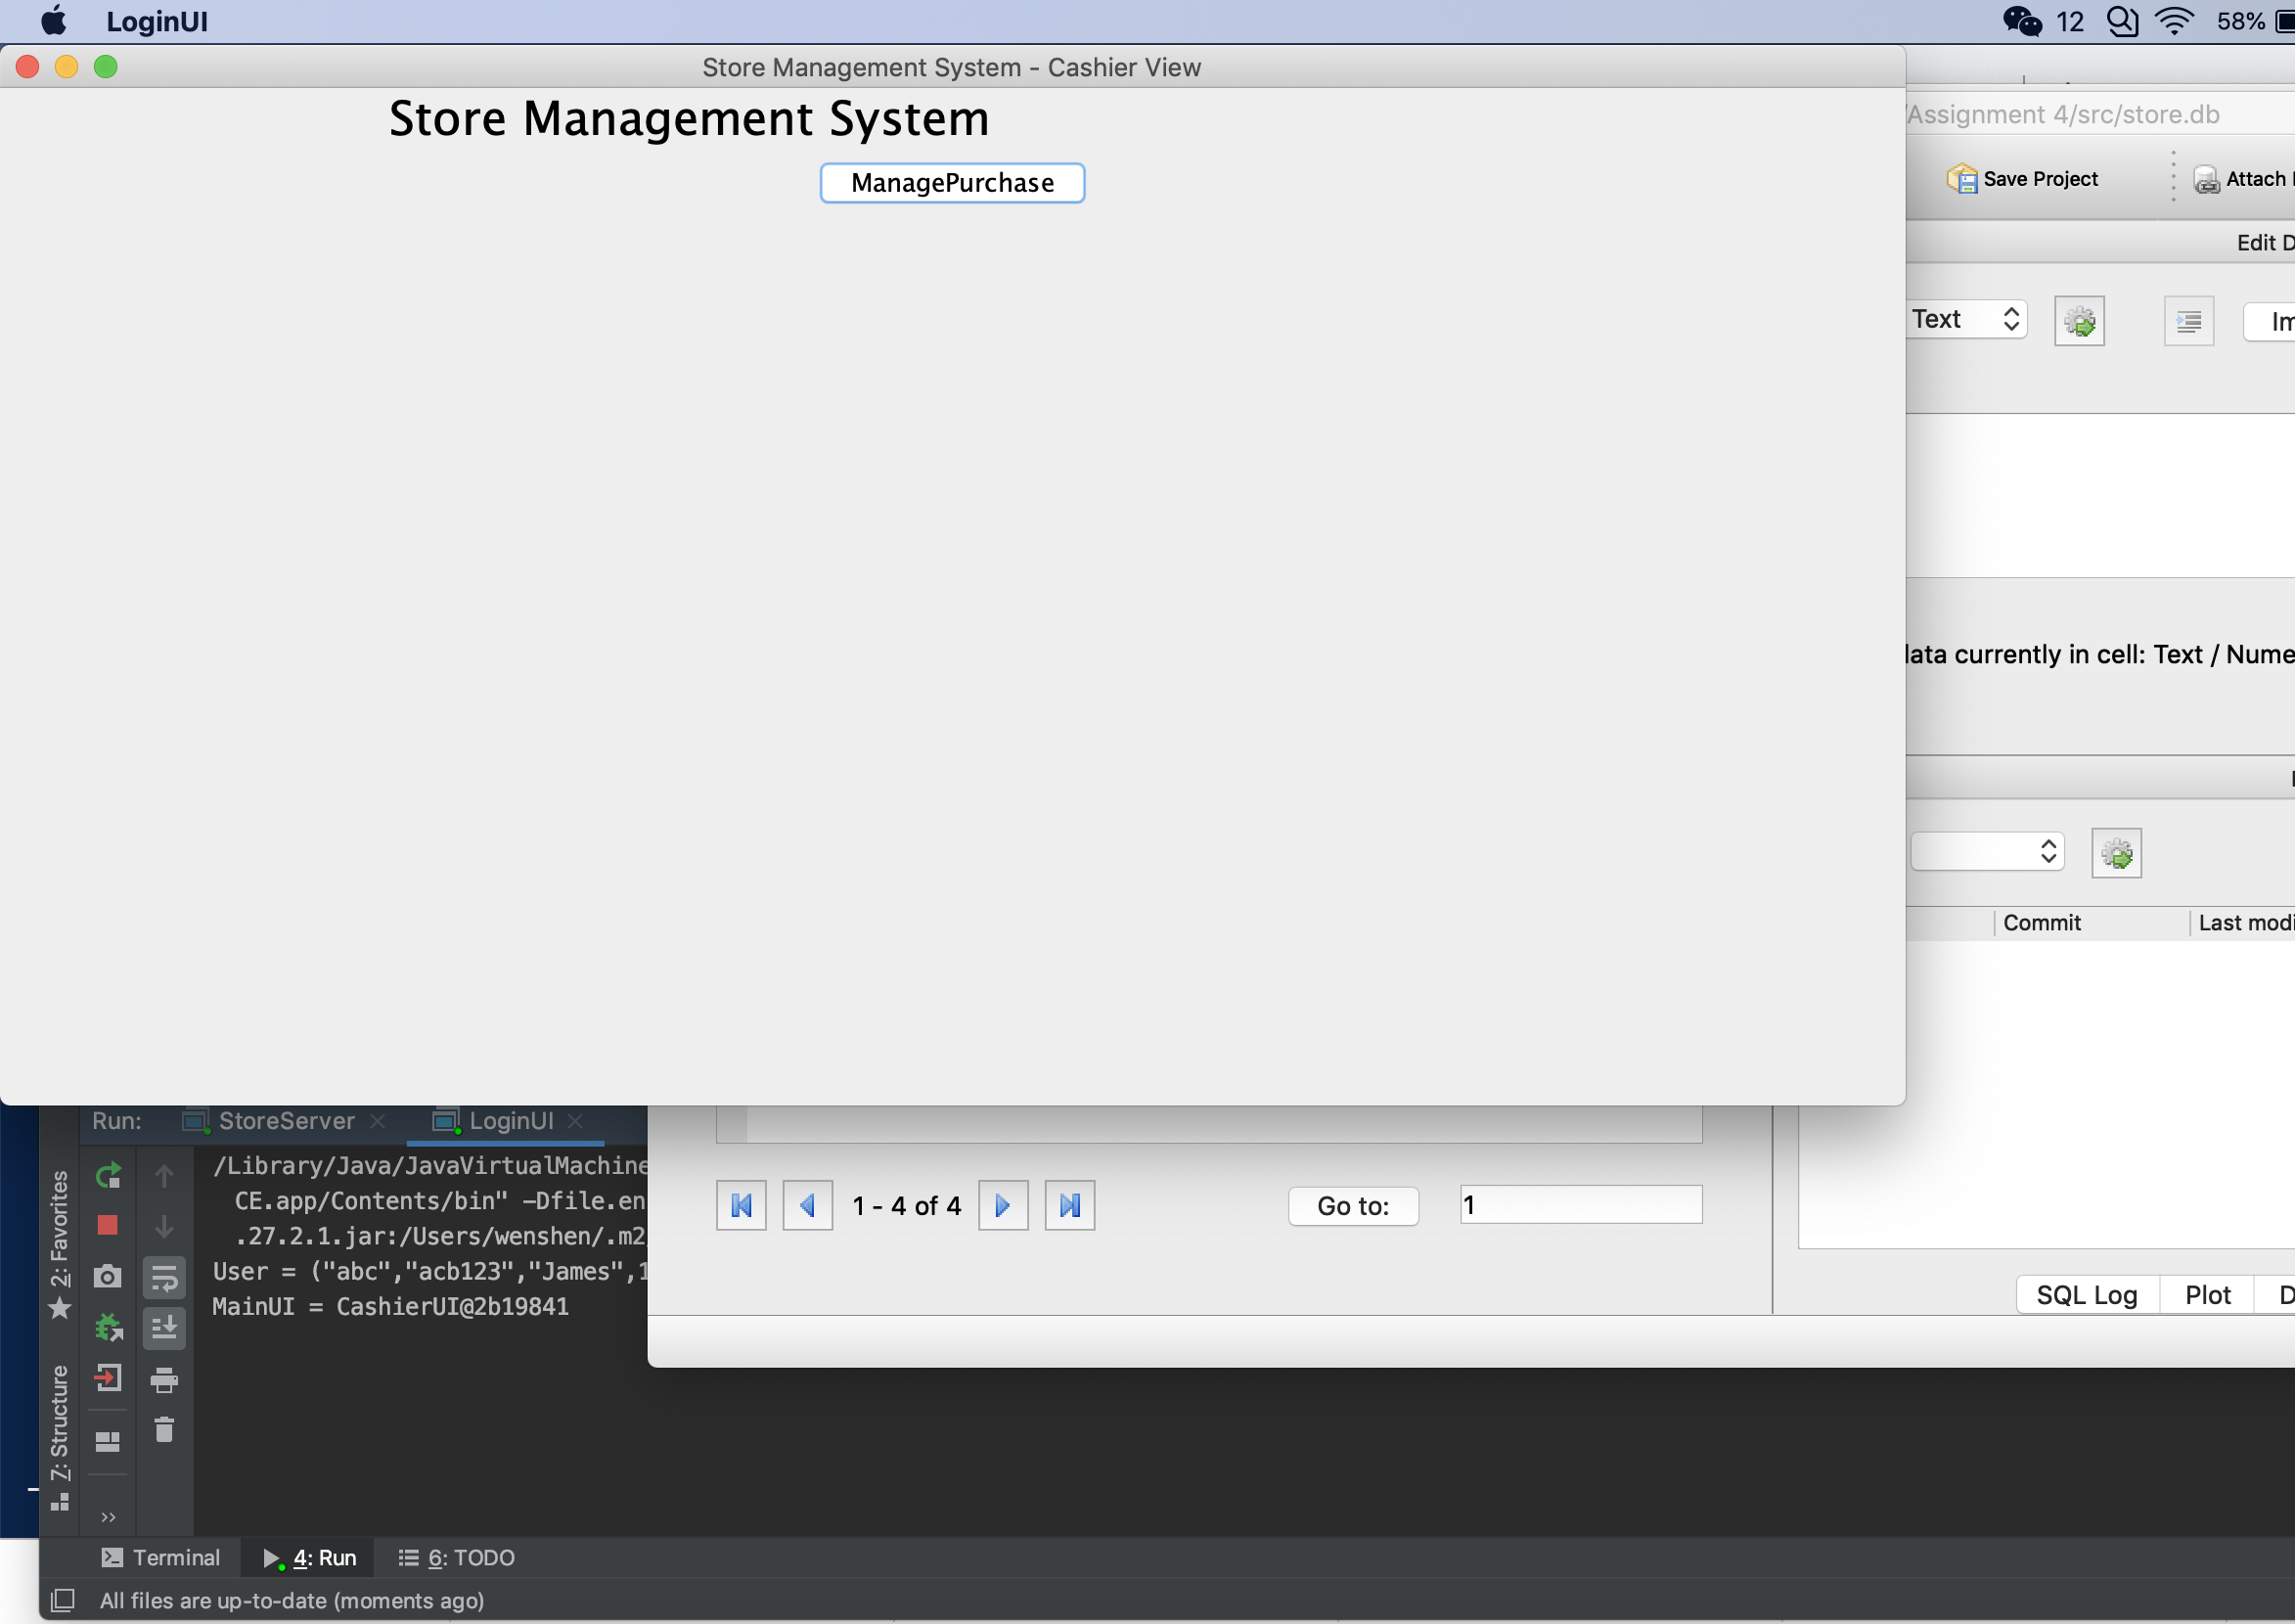 LoginUI
12
58%
Store Management System - Cashier View
Store Management System
ManagePurchase
/Assignment 4/src/store.db
Save Project
Attach
Edit
Text
data currently in cell: Text /
Commit
Last
Run:
StoreServer
LoginUI
/Library/Java/JavaVirtualMachine
CE.app/Contents/bin" -Dfile.en
.27.2.1.jar:/Users/wenshen/.m2
User = ("abc","acb123","James",1
MainUI = CashierUI@2b19841
1 - 4 of 4
Go to:
1
SQL Log
Plot
2: Favorites
7: Structure
Terminal
4: Run
6: TODO
All files are up-to-date (moments ago)